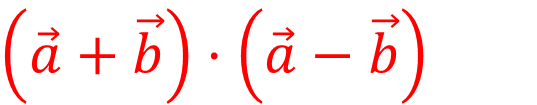 (a⃗ + b⃗) · (a⃗ − b⃗)